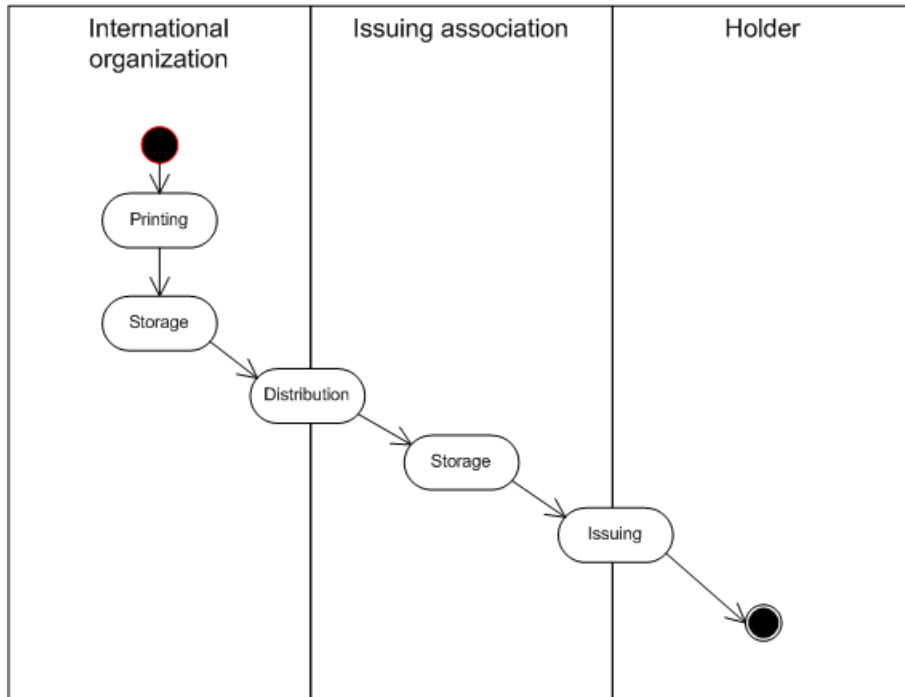 International
organization
Issuing association
Holder
Printing
Storage
Distribution
Storage
Issuing